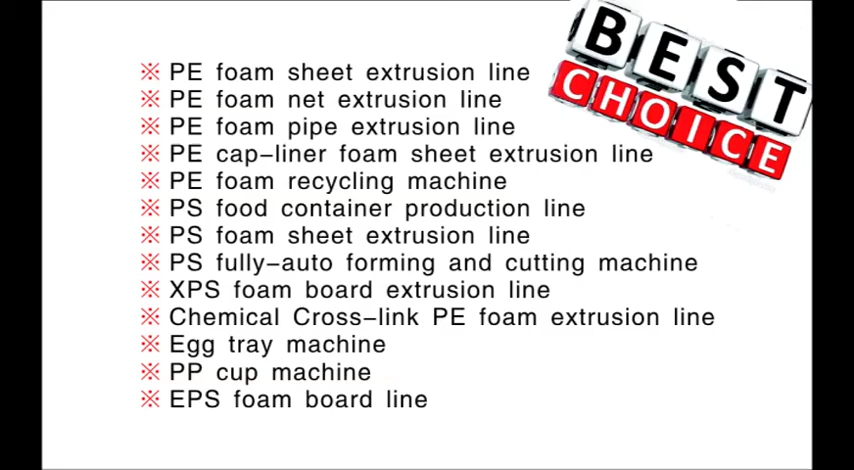 BEST
CHOICE
※ PE foam sheet extrusion line
※ PE foam net extrusion line
※ PE foam pipe extrusion line
※ PE cap-liner foam sheet extrusion line
※ PE foam recycling machine
※ PS food container production line
※ PS foam sheet extrusion line
※ PS fully-auto forming and cutting machine
※ XPS foam board extrusion line
※ Chemical Cross-link PE foam extrusion line
※ Egg tray machine
※ PP cup machine
※ EPS foam board line